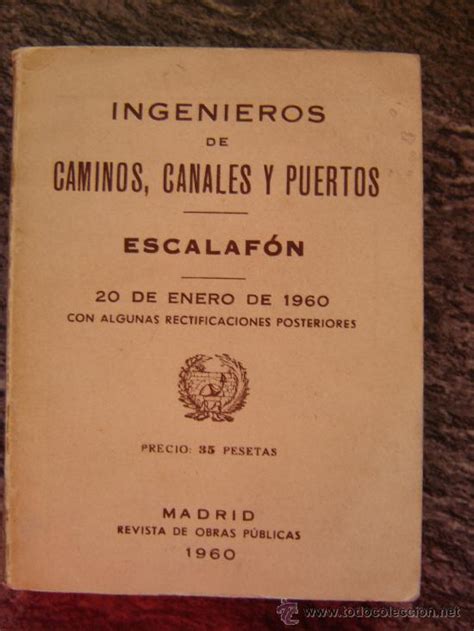 INGENIEROS
DE
CAMINOS, CANALES Y PUERTOS
ESCALAFÓN
20 DE ENERO DE 1960
CON ALGUNAS RECTIFICACIONES POSTERIORES
PRECIO: 35 PESETAS
MADRID
REVISTA DE OBRAS PÚBLICAS
1960
© www.todocoleccion.net